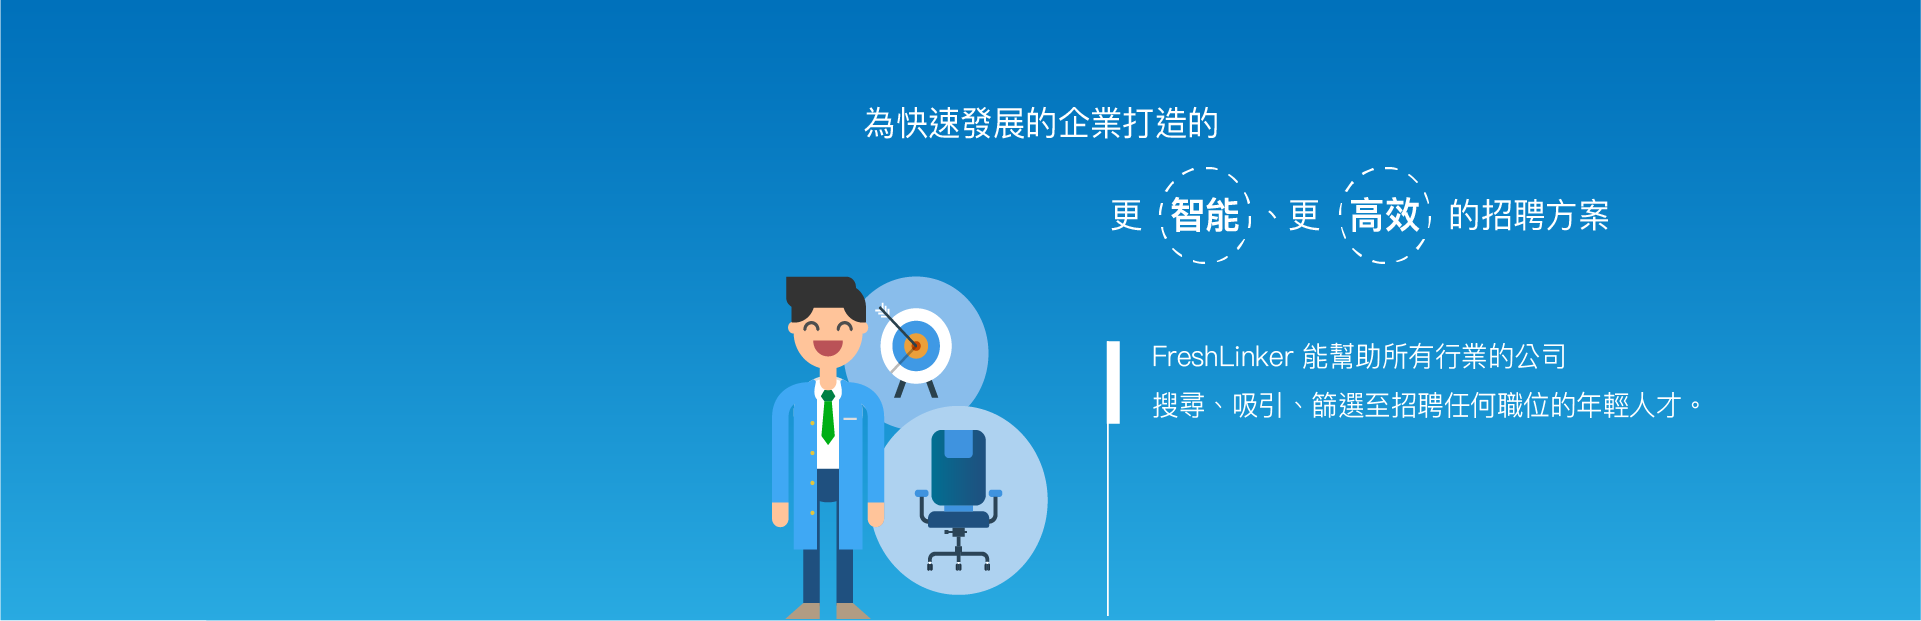 為快速發展的企業打造的
更 智能、更 高效 的招聘方案
FreshLinker 能幫助所有行業的公司
搜尋、吸引、篩選至招聘任何職位的年輕人才。